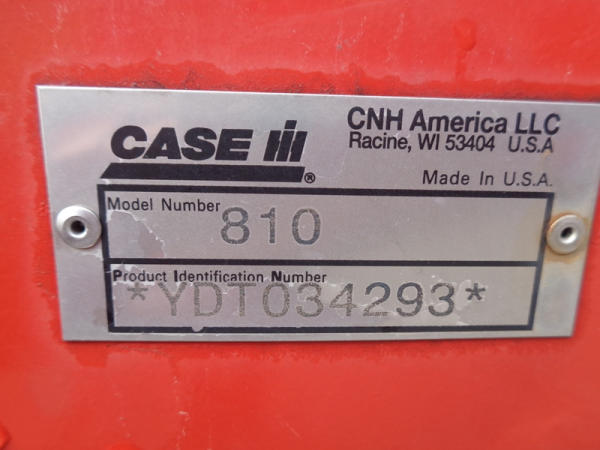 CASE IH®
CNH America LLC
Racine, WI 53404 U.S.A
Made In U.S.A.
Model Number 810
Product Identification Number
*YDT034293*